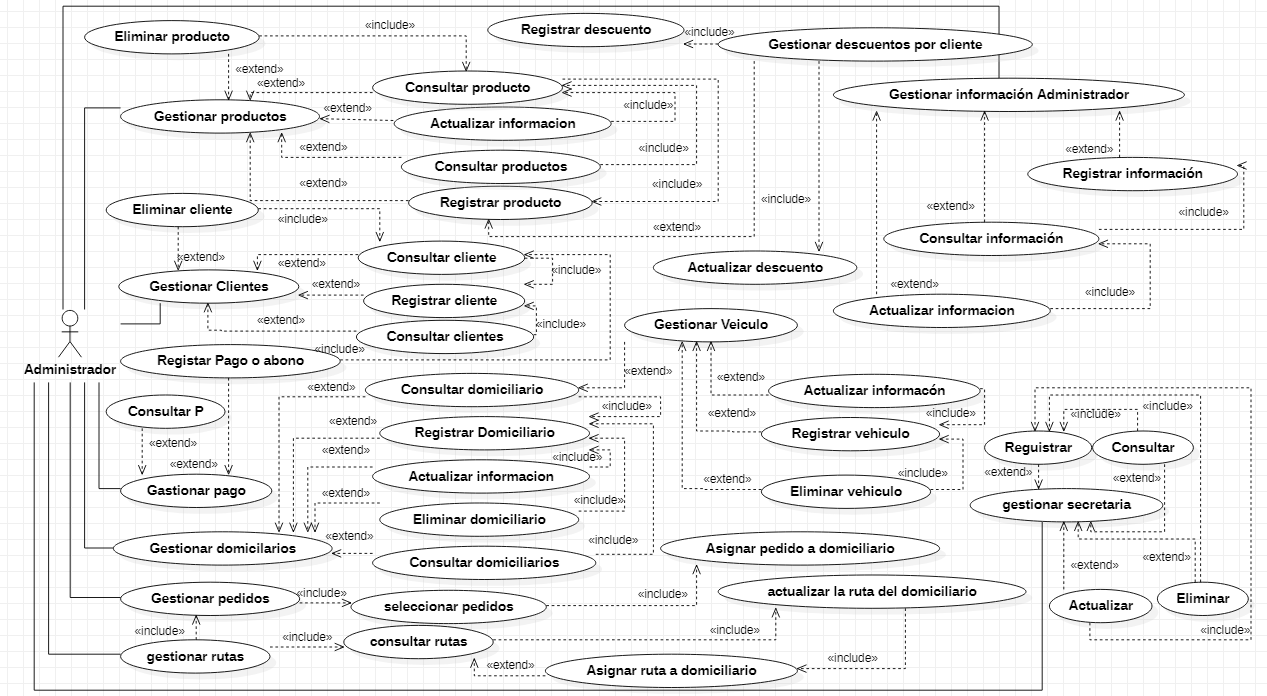 «include»
Eliminar producto
Registrar descuento
«include»
Gestionar descuentos por cliente
«extend»
«extend»
Consultar producto
Gestionar información Administrador
«extend»
«include»
Gestionar productos
Actualizar informacion
«extend»
«include»
«extend»
Consultar productos
Registrar información
«extend»
«include»
«include»
Registrar producto
«extend»
«include»
Eliminar cliente
«include»
«extend»
Consultar información
«extend»
Consultar cliente
«extend»
«include»
Actualizar descuento
«extend»
«include»
Gestionar Clientes
«extend»
Registrar cliente
Actualizar informacion
«extend»
«include»
Gestionar Veiculo
Consultar clientes
«include»
Administrador
Registar Pago o abono
«extend»
«extend»
«extend»
Consultar domiciliario
Actualizar informacón
Consultar P
«include»
«extend»
«include»
«include»
«include»
«extend»
Registrar Domiciliario
Registrar vehiculo
«extend»
«extend»
«include»
Reguistrar
Consultar
«extend»
Actualizar informacion
«extend»
«include»
«extend»
«extend»
Gastionar pago
«extend»
Eliminar vehiculo
gestionar secretaria
Eliminar domiciliario
«extend»
«include»
Gestionar domicilarios
Asignar pedido a domiciliario
Consultar domiciliarios
«extend»
«extend»
«include»
«include»
actualizar la ruta del domiciliario
Gestionar pedidos
seleccionar pedidos
Actualizar
Eliminar
«include»
«include»
«include»
«include»
consultar rutas
gestionar rutas
«extend»
«include»
Asignar ruta a domiciliario